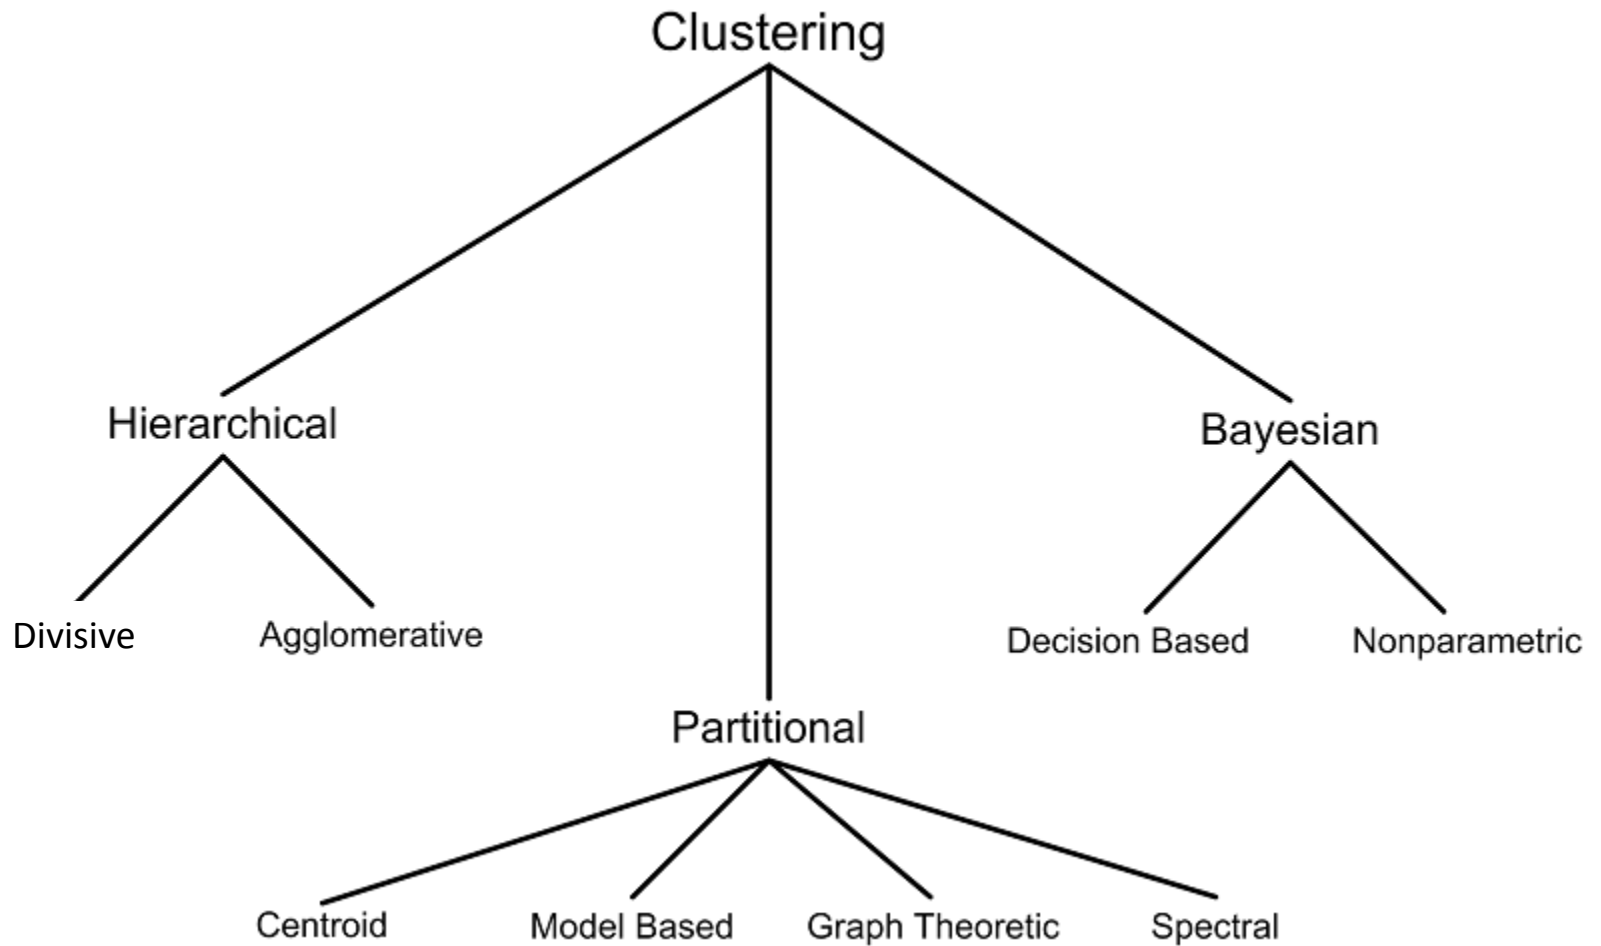 Clustering
Hierarchical
Bayesian
Divisive
Agglomerative
Decision Based
Nonparametric
Partitional
Centroid
Model Based
Graph Theoretic
Spectral